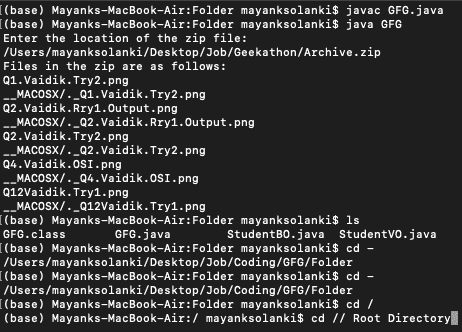 [(base) Mayanks-MacBook-Air:Folder mayanksolanki$ javac GFG.java
[(base) Mayanks-MacBook-Air:Folder mayanksolanki$ java GFG
Enter the location of the zip file:
/Users/mayanksolanki/Desktop/Job/Geekathon/Archive.zip
Files in the zip are as follows:
Q1.Vaidik.Try2.png
__MACOSX/._Q1.Vaidik.Try2.png
Q2.Vaidik.Rry1.Output.png
__MACOSX/._Q2.Vaidik.Rry1.Output.png
Q2.Vaidik.Try2.png
__MACOSX/._Q2.Vaidik.Try2.png
Q4.Vaidik.OSI.png
__MACOSX/._Q4.Vaidik.OSI.png
Q12Vaidik.Try1.png
__MACOSX/._Q12Vaidik.Try1.png
[(base) Mayanks-MacBook-Air:Folder mayanksolanki$ ls
GFG.class GFG.java StudentBO.java StudentVO.java
[(base) Mayanks-MacBook-Air:Folder mayanksolanki$ cd -
/Users/mayanksolanki/Desktop/Job/Coding/GFG/Folder
[(base) Mayanks-MacBook-Air:Folder mayanksolanki$ cd -
/Users/mayanksolanki/Desktop/Job/Coding/GFG/Folder
[(base) Mayanks-MacBook-Air:Folder mayanksolanki$ cd /
(base) Mayanks-MacBook-Air:/ mayanksolanki$ cd // Root Directory